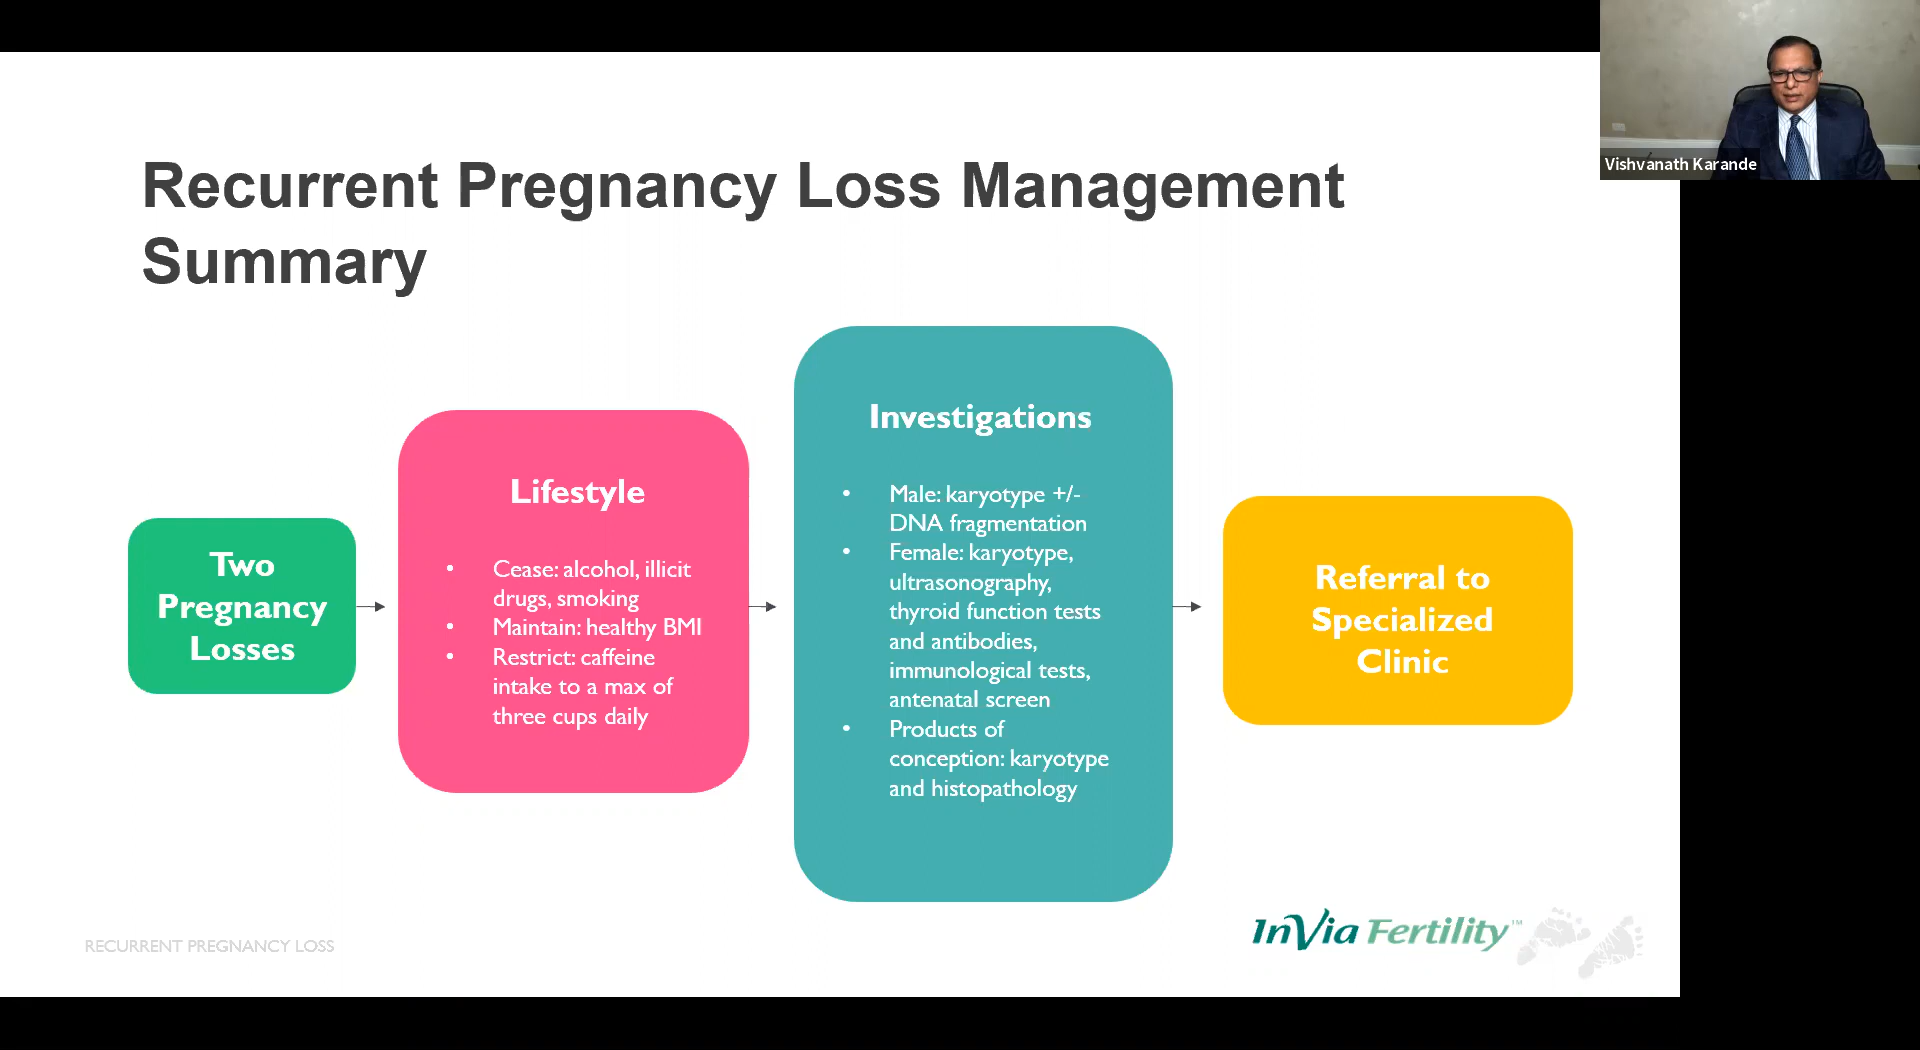 Vishvanath Karande
Recurrent Pregnancy Loss Management
Summary
Two
Pregnancy
Losses
Lifestyle
• Cease: alcohol, illicit
drugs, smoking
• Maintain: healthy BMI
• Restrict: caffeine
intake to a max of
three cups daily
Investigations
• Male: karyotype +/-
DNA fragmentation
• Female: karyotype,
ultrasonography,
thyroid function tests
and antibodies,
immunological tests,
antenatal screen
• Products of
conception: karyotype
and histopathology
Referral to
Specialized
Clinic
RECURRENT PREGNANCY LOSS
InVia Fertility™